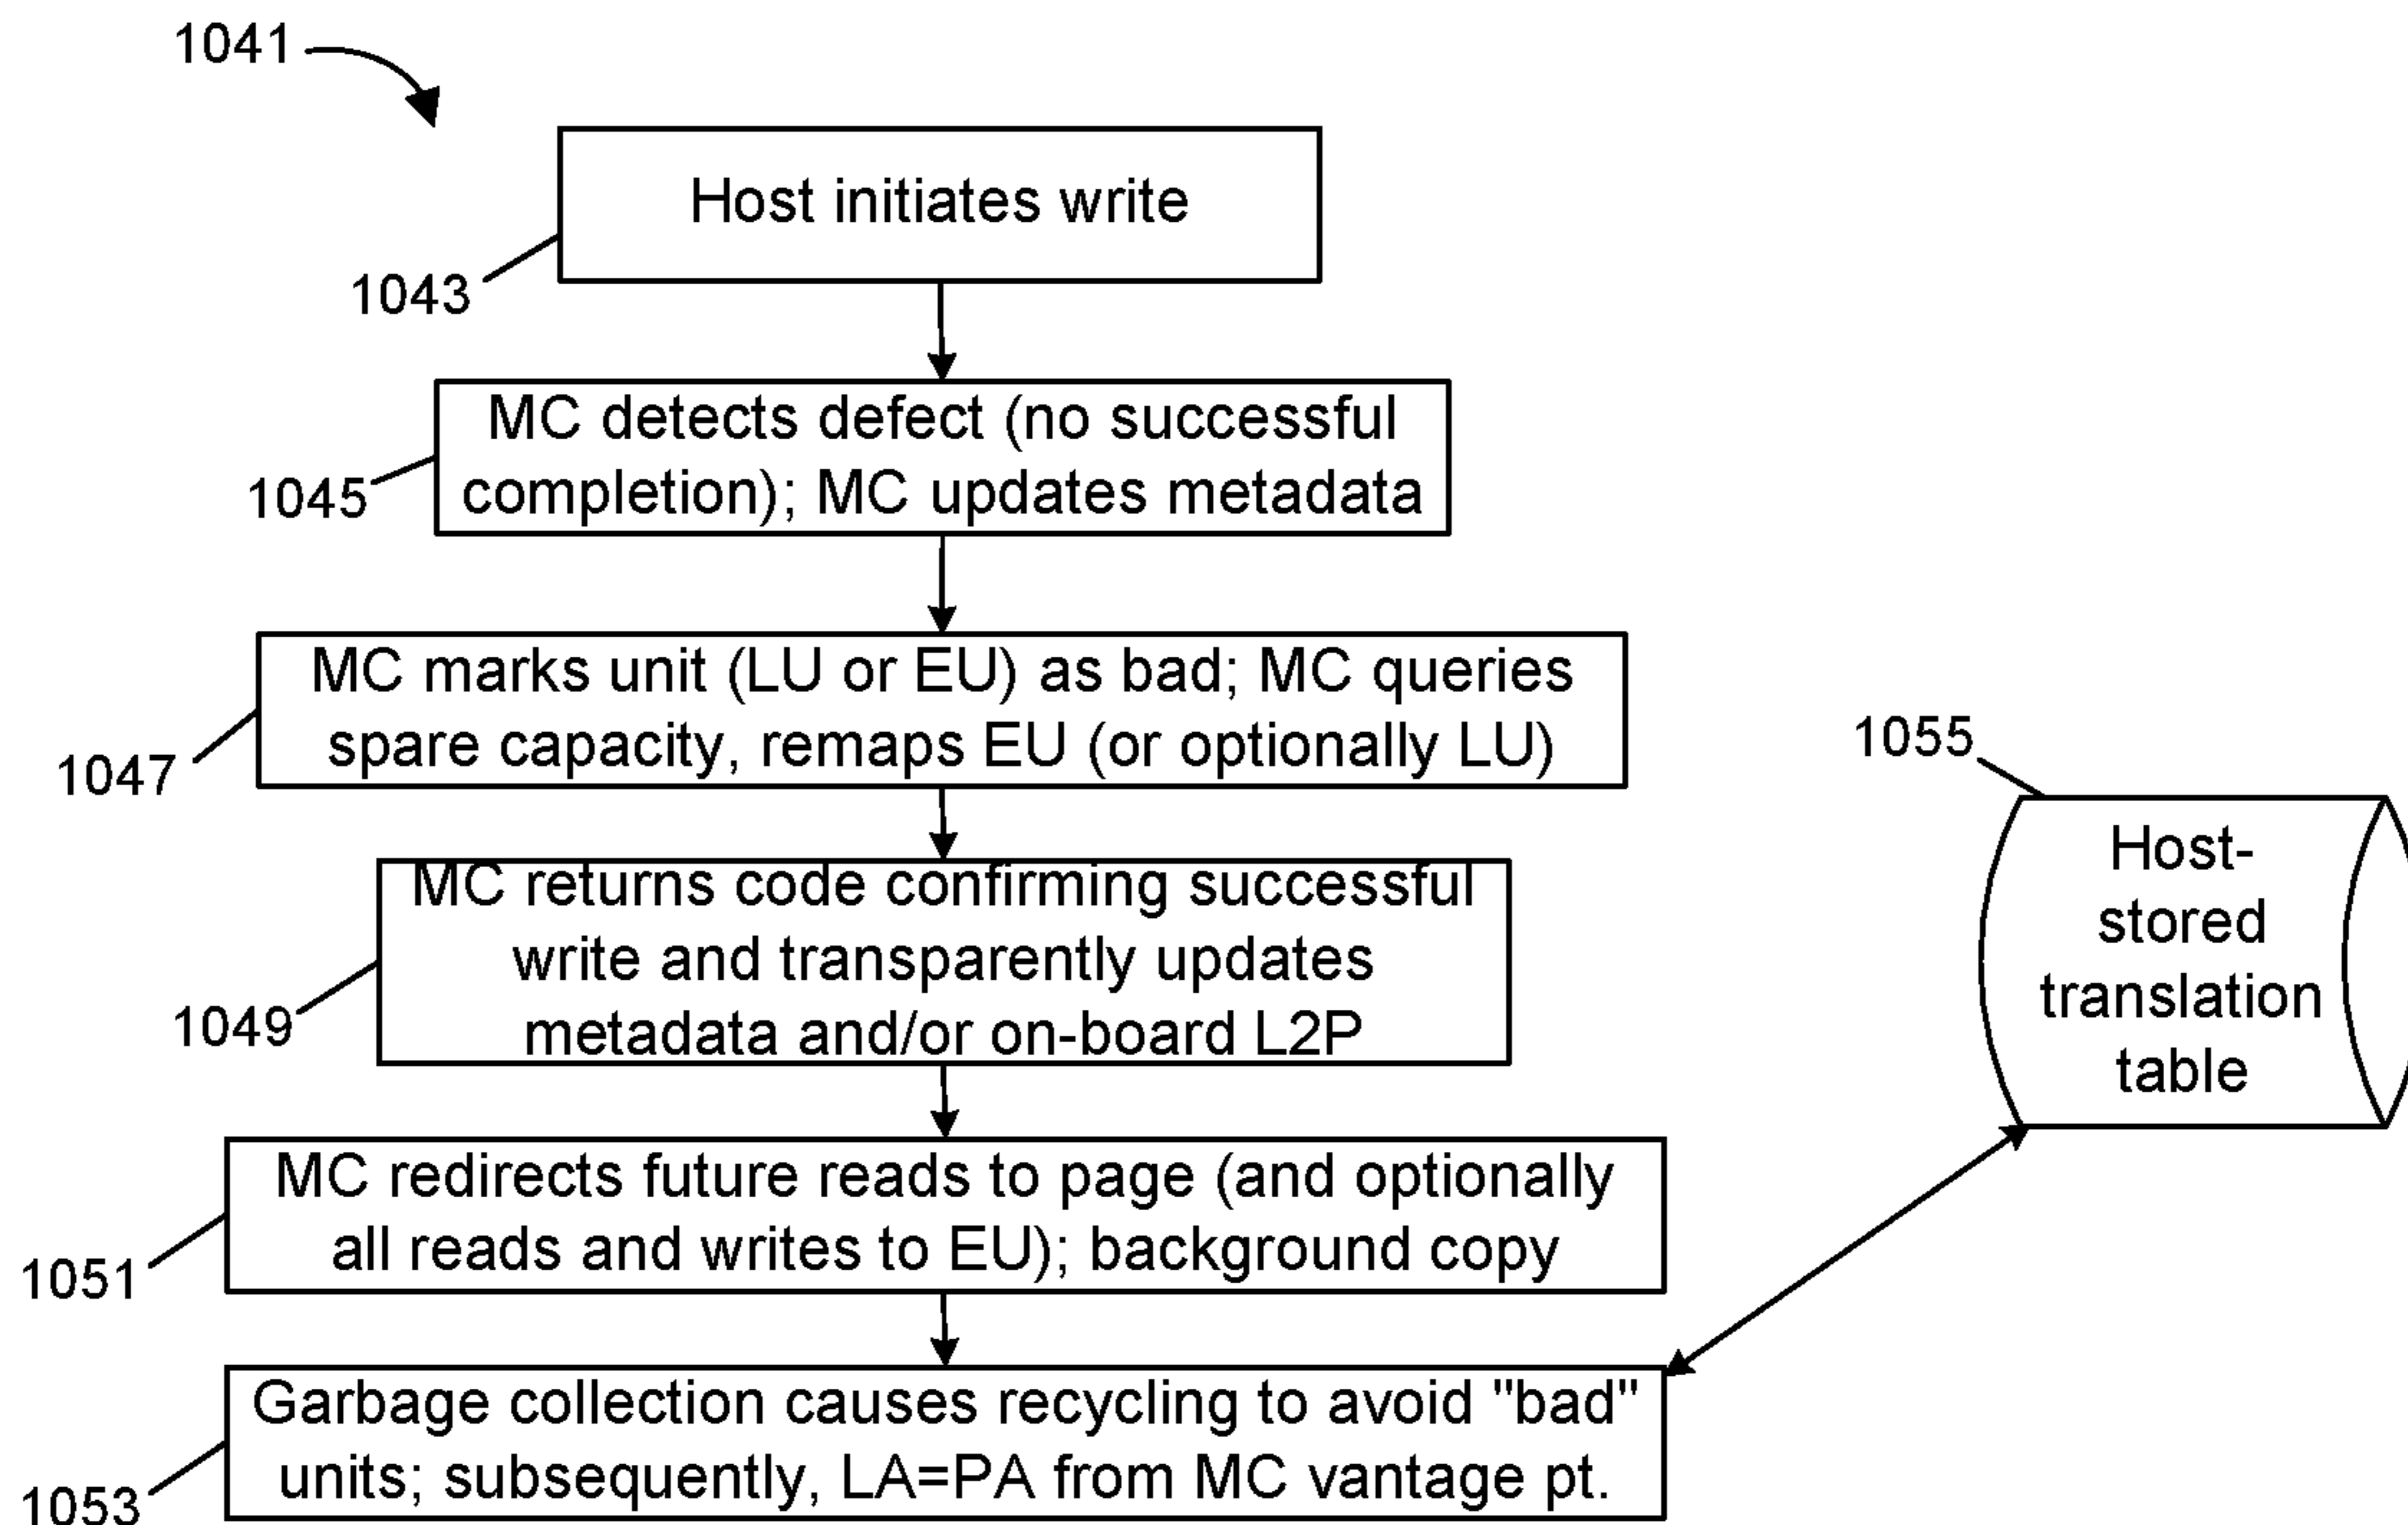 1041
Host initiates write
1043
MC detects defect (no successful
completion); MC updates metadata
1045
MC marks unit (LU or EU) as bad; MC queries
spare capacity, remaps EU (or optionally LU)
1047
1055
Host-
stored
translation
table
MC returns code confirming successful
write and transparently updates
metadata and/or on-board L2P
1049
MC redirects future reads to page (and optionally
all reads and writes to EU); background copy
1051
Garbage collection causes recycling to avoid "bad"
units; subsequently, LA=PA from MC vantage pt.
1053